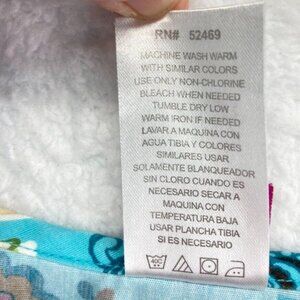 RN# 52469
MACHINE WASH WARM
WITH SIMILAR COLORS
USE ONLY NON-CHLORINE
BLEACH WHEN NEEDED
TUMBLE DRY LOW
WARM IRON IF NEEDED
LAVAR A MAQUINA CON
AGUA TIBIA Y COLORES
SIMILARES USAR
SOLAMENTE BLANQUEADOR
SIN CLORO CUANDO ES
NECESARIO SECAR A
MAQUINA CON
TEMPERATURA BAJA
USAR PLANCHA TIBIA
SI ES NECESARIO